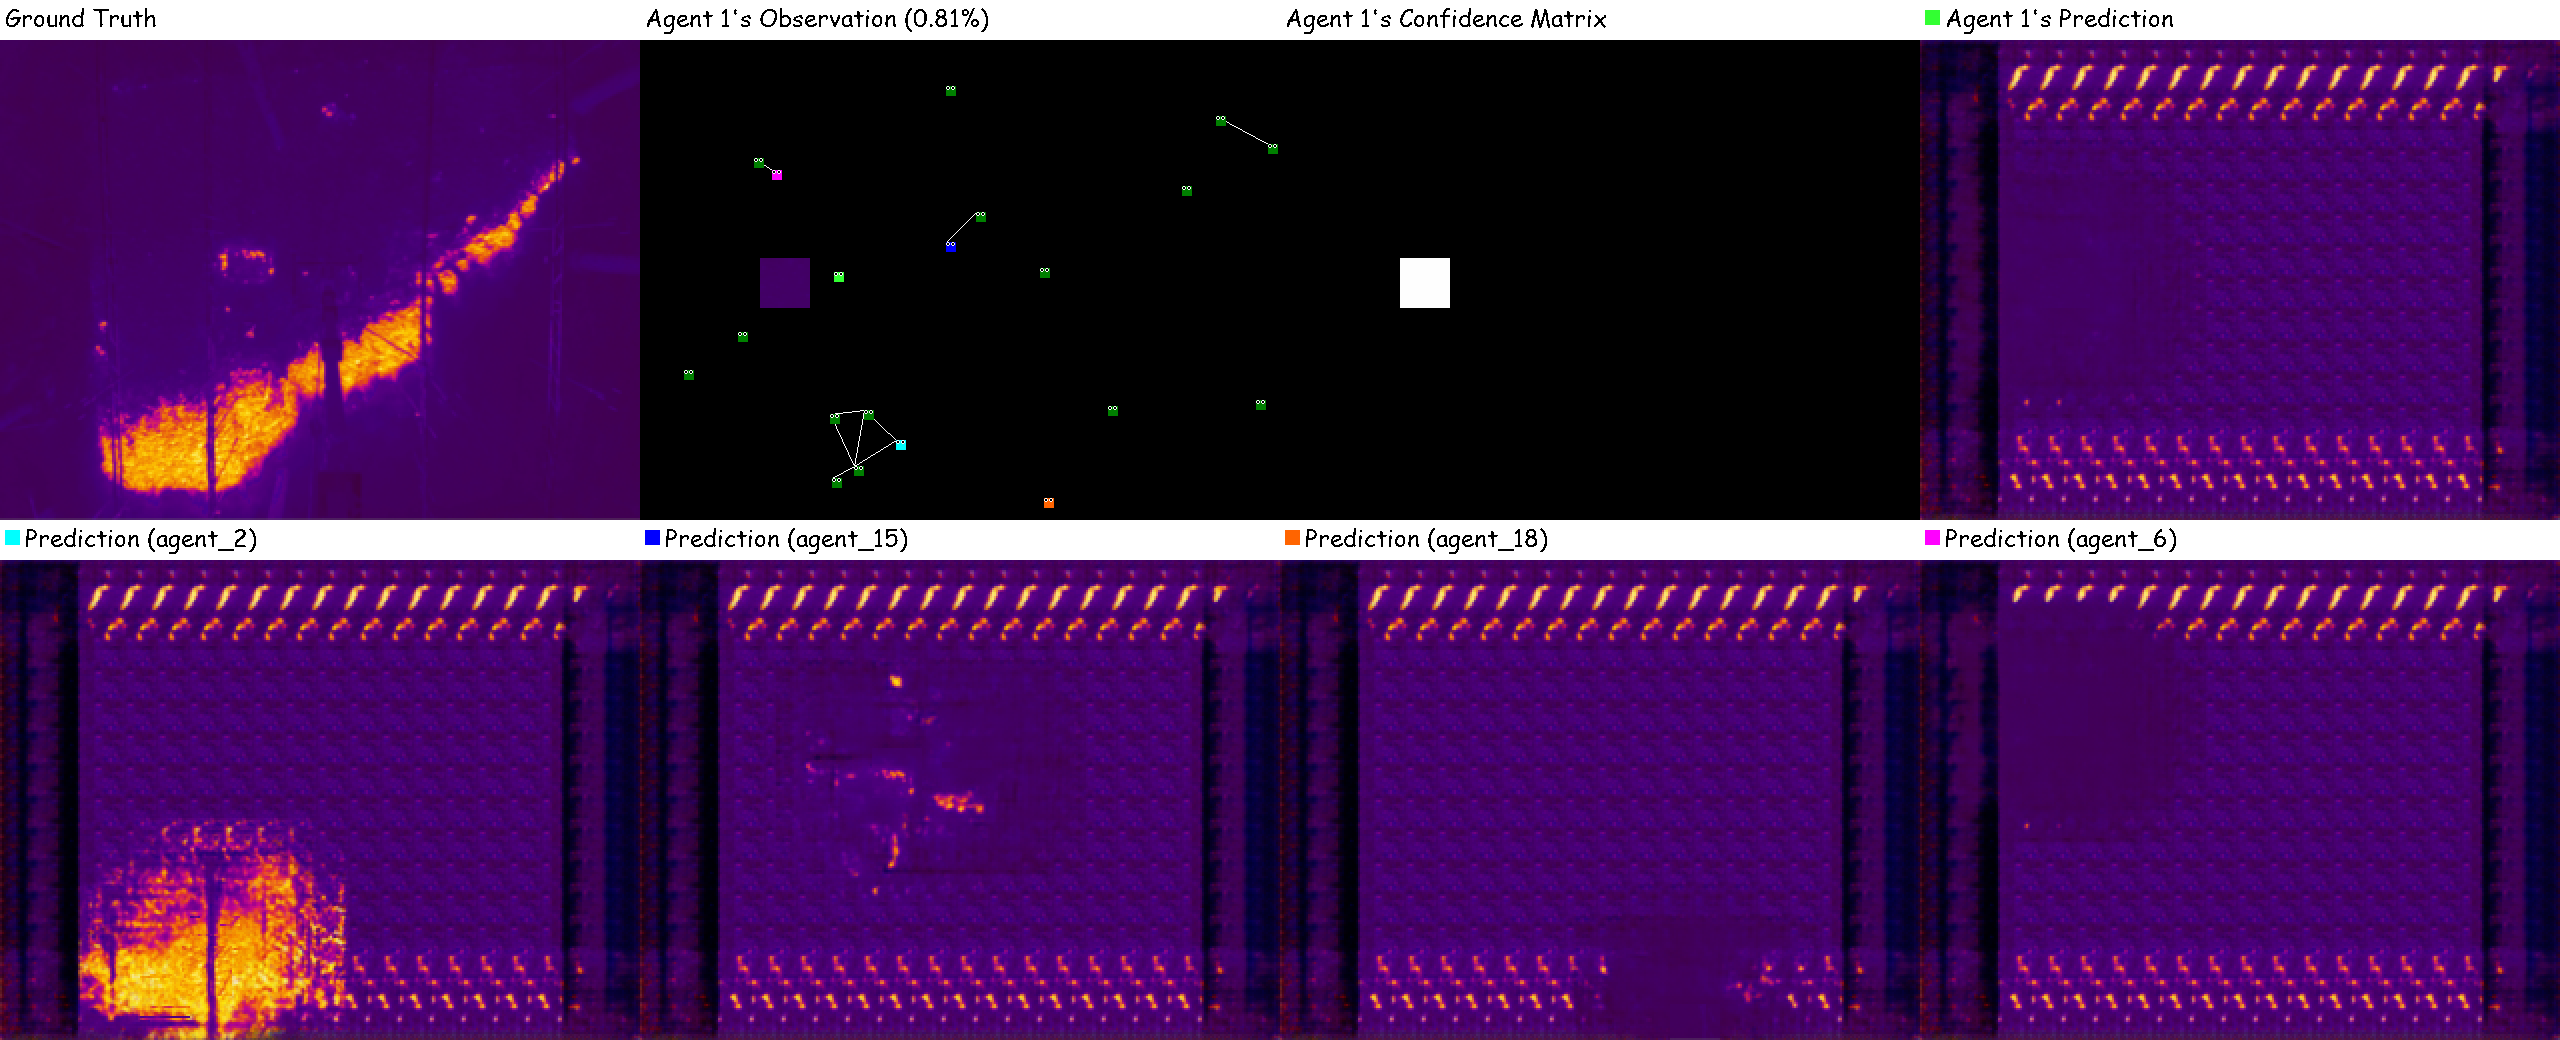 Ground Truth
Agent 1's Observation (0.81%)
Agent 1's Confidence Matrix
Agent 1's Prediction
Prediction (agent_2)
Prediction (agent_15)
Prediction (agent_18)
Prediction (agent_6)